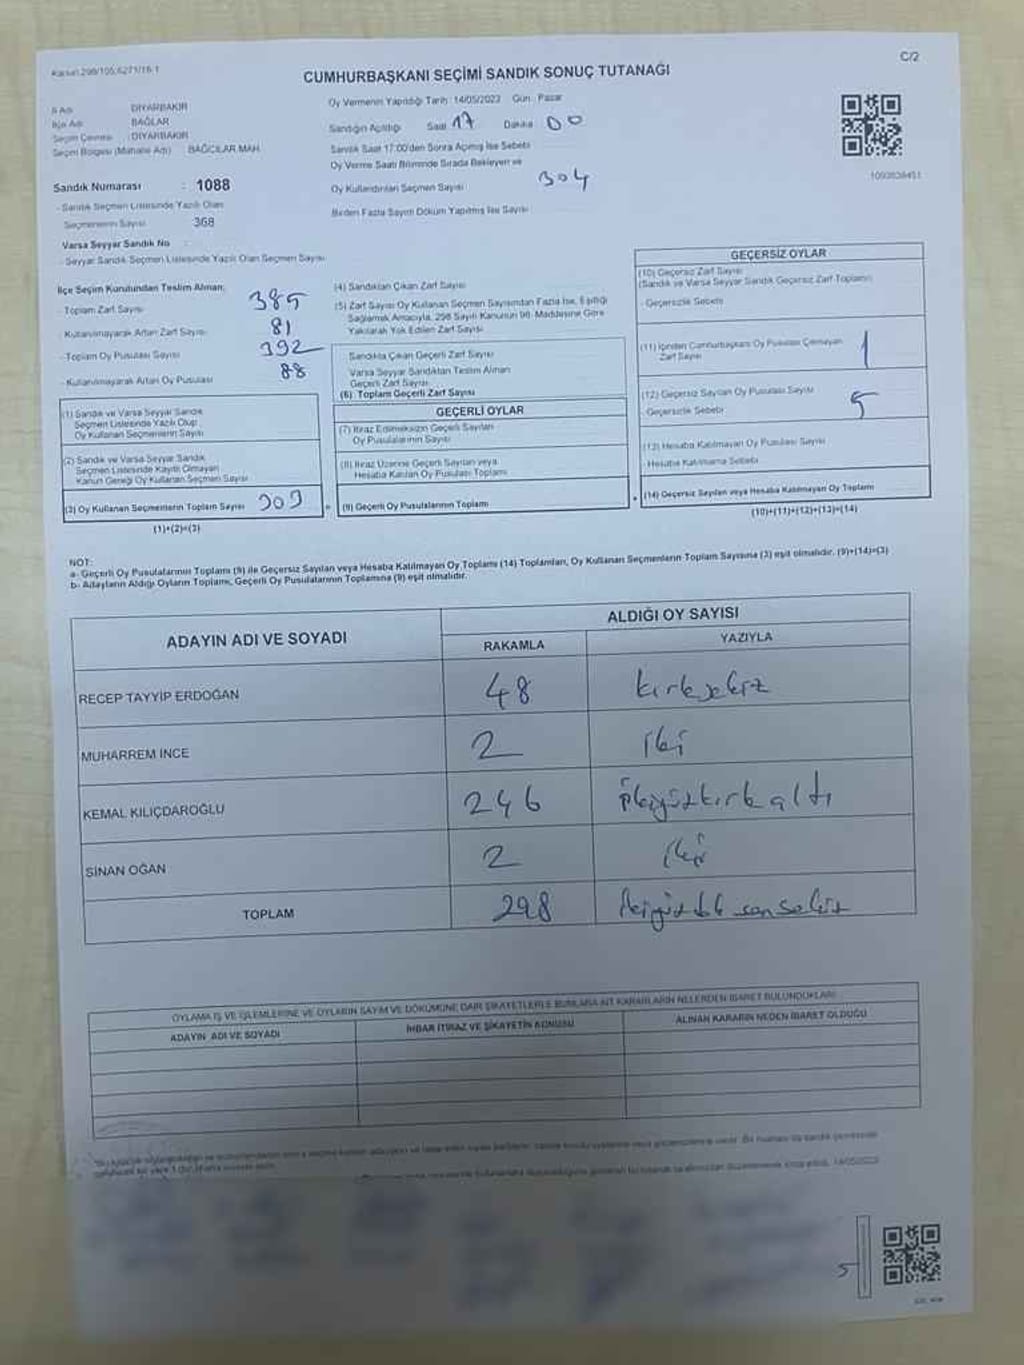 Kanun 298/105, 6271/16-1
C/2
CUMHURBAŞKANI SEÇİMİ SANDIK SONUÇ TUTANAĞI
İl Adı : DİYARBAKIR
İlçe Adı : BAĞLAR
Seçim Çevresi : DİYARBAKIR
Seçim Bölgesi (Mahalle Adı) BAĞCILAR MAH.
Sandık Numarası : 1088
- Sandık Seçmen Listesinde Yazılı Olan
Seçmenlerin Sayısı 368
Varsa Seyyar Sandık No :
- Seyyar Sandık Seçmen Listesinde Yazılı Olan Seçmen Sayısı
Oy Vermenin Yapıldığı Tarih: 14/05/2023 Gün: Pazar
Sandığın Açıldığı Saat 17 Dakika 00
Sandık Saat 17:00'den Sonra Açılmış İse Sebebi
Oy Verme Saati Bitiminde Sırada Bekleyen ve
Oy Kullandırılan Seçmen Sayısı 304
Birden Fazla Sayım Döküm Yapılmış İse Sayısı
İlçe Seçim Kurulundan Teslim Alınan;
- Toplam Zarf Sayısı 385
- Kullanılmayarak Artan Zarf Sayısı 81
- Toplam Oy Pusulası Sayısı 392
- Kullanılmayarak Artan Oy Pusulası 88
(1) Sandık ve Varsa Seyyar Sandık
Seçmen Listesinde Yazılı Olup
Oy Kullanan Seçmenlerin Sayısı
(2) Sandık ve Varsa Seyyar Sandık
Seçmen Listesinde Kayıtlı Olmayan
Kanun Gereği Oy Kullanan Seçmen Sayısı
(3) Oy Kullanan Seçmenlerin Toplam Sayısı
(1)+(2)=(3)
(4) Sandıktan Çıkan Zarf Sayısı
(5) Zarf Sayısı Oy Kullanan Seçmen Sayısından Fazla İse, Eşitliği
Sağlamak Amacıyla, 298 Sayılı Kanunun 98. Maddesine Göre
Yakılarak Yok Edilen Zarf Sayısı
Sandıkta Çıkan Geçerli Zarf Sayısı
Varsa Seyyar Sandıktan Teslim Alınan
Geçerli Zarf Sayısı
(6) Toplam Geçerli Zarf Sayısı
GEÇERLİ OYLAR
(7) İtiraz Edilmeksizin Geçerli Sayılan
Oy Pusulalarının Sayısı
(8) İtiraz Üzerine Geçerli Sayılan veya
Hesaba Katılan Oy Pusulası Toplamı
= (9) Geçerli Oy Pusulalarının Toplamı
GEÇERSİZ OYLAR
(10) Geçersiz Zarf Sayısı
(Sandık ve Varsa Seyyar Sandık Geçersiz Zarf Toplamı)
- Geçersizlik Sebebi
(11) İçinden Cumhurbaşkanı Oy Pusulası Çıkmayan
Zarf Sayısı 1
(12) Geçersiz Sayılan Oy Pusulası Sayısı
- Geçersizlik Sebebi 5
(13) Hesaba Katılmayan Oy Pusulası Sayısı
- Hesaba Katılmama Sebebi
+ (14) Geçersiz Sayılan veya Hesaba Katılmayan Oy Toplamı
(10)+(11)+(12)+(13)=(14)
NOT:
a- Geçerli Oy Pusulalarının Toplamı (9) ile Geçersiz Sayılan veya Hesaba Katılmayan Oy Toplamı (14) Toplamları, Oy Kullanan Seçmenlerin Toplam Sayısına (3) eşit olmalıdır. (9)+(14)=(3)
b- Adayların Aldığı Oyların Toplamı, Geçerli Oy Pusulalarının Toplamına (9) eşit olmalıdır.
ADAYIN ADI VE SOYADI ALDIĞI OY SAYISI
RAKAMLA YAZIYLA
RECEP TAYYİP ERDOĞAN 48 kırksekiz
MUHARREM İNCE 2 iki
KEMAL KILIÇDAROĞLU 246 ikiyüzkırkaltı
SİNAN OĞAN 2 iki
TOPLAM 298
OYLAMA İŞ VE İŞLEMLERİNE VE OYLARIN SAYIM VE DÖKÜMÜNE DAİR ŞİKAYETLERLE BUNLARA AİT KARARLARIN NELERDEN İBARET BULUNDUKLARI
ADAYIN ADI VE SOYADI İHBAR İTİRAZ VE ŞİKAYETİN KONUSU ALINAN KARARIN NEDEN İBARET OLDUĞU
5